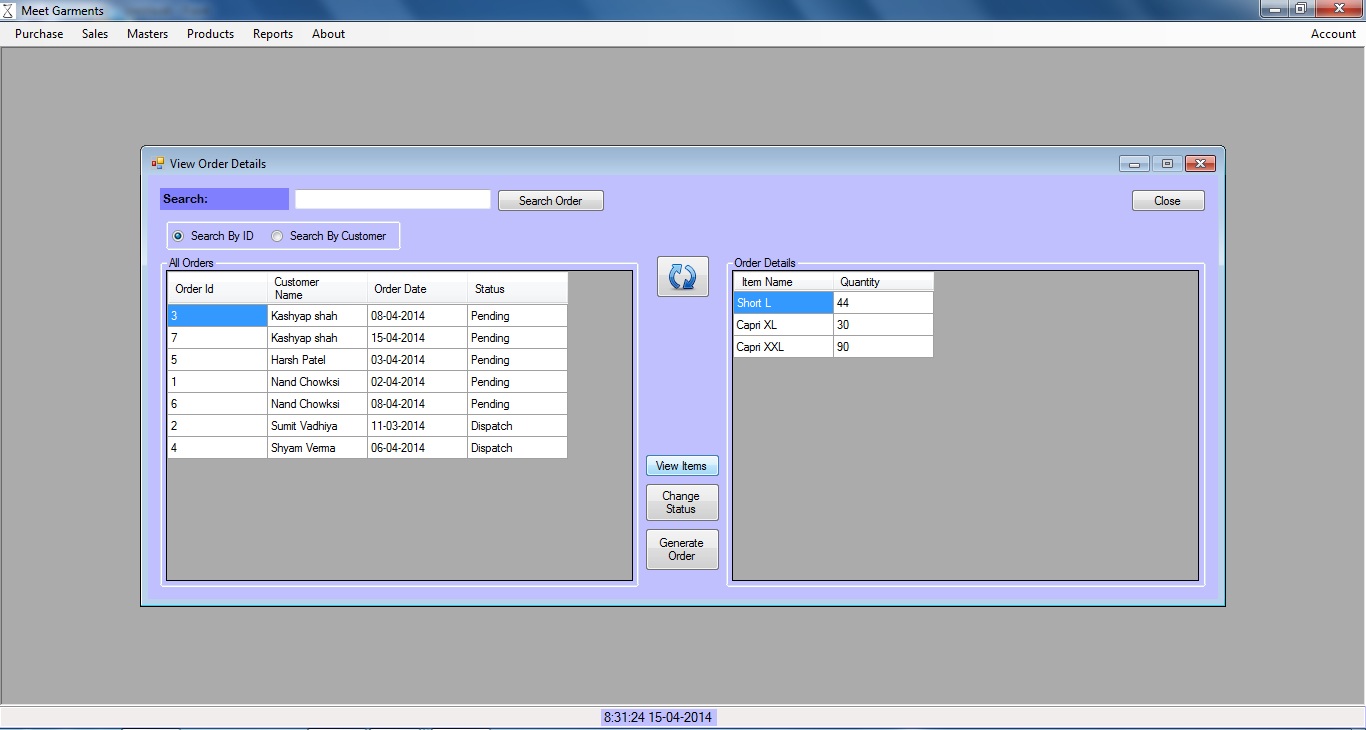 Meet Garments
Purchase Sales Masters Products Reports About Account
View Order Details
Search: Search Order Close
Search By ID Search By Customer
All Orders
Order Id Customer Name Order Date Status
3 Kashyap shah 08-04-2014 Pending
7 Kashyap shah 15-04-2014 Pending
5 Harsh Patel 03-04-2014 Pending
1 Nand Chowksi 02-04-2014 Pending
6 Nand Chowksi 08-04-2014 Pending
2 Sumit Vadhiya 11-03-2014 Dispatch
4 Shyam Verma 06-04-2014 Dispatch
View Items
Change
Status
Generate
Order
Order Details
Item Name Quantity
Short L 44
Capri XL 30
Capri XXL 90
8:31:24 15-04-2014